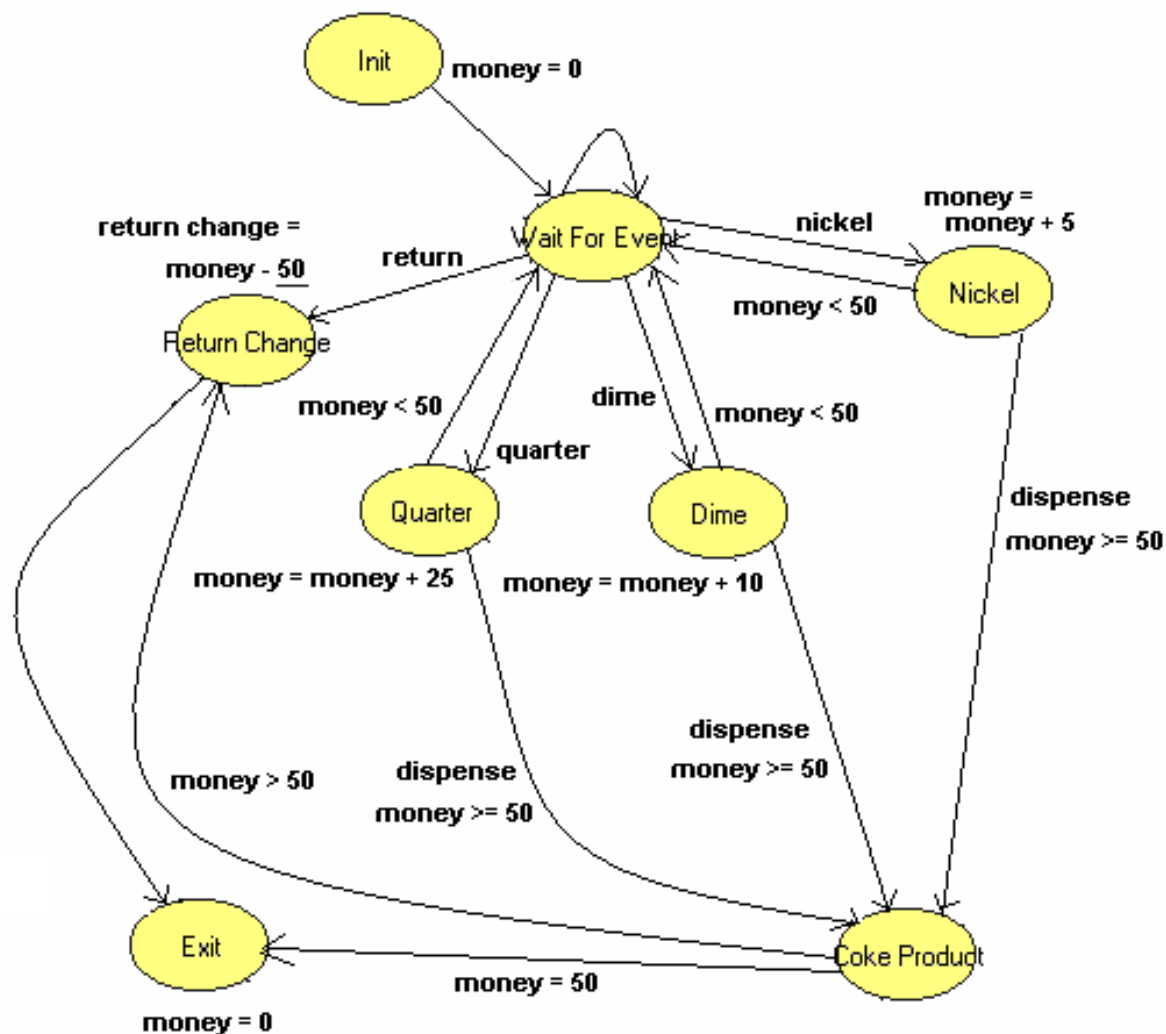 Init
money = 0
money =
money + 5
nickel
return change =
money - 50
return
Wait For Event
Nickel
money < 50
Return Change
money < 50
dime
money < 50
quarter
Quarter
Dime
dispense
money >= 50
money = money + 25
money = money + 10
dispense
money >= 50
money > 50
dispense
money >= 50
Exit
Coke Product
money = 50
money = 0